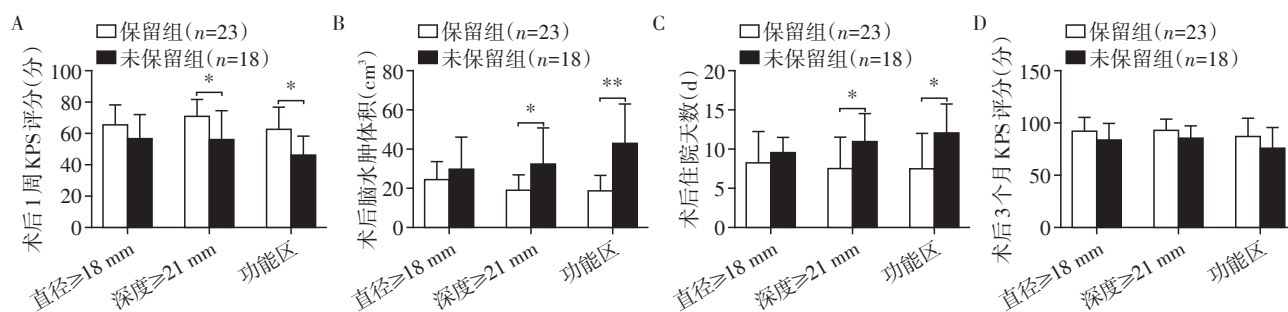 A
保留组(n=23)
未保留组(n=18)
术后1周KPS评分(分)
100
80
60
40
20
0
*
*
直径≥18 mm
深度≥21 mm
功能区
B
保留组(n=23)
未保留组(n=18)
术后脑水肿体积(cm³)
80
60
40
20
0
*
**
直径≥18 mm
深度≥21 mm
功能区
C
保留组(n=23)
未保留组(n=18)
术后住院天数(d)
20
15
10
5
0
*
*
直径≥18 mm
深度≥21 mm
功能区
D
保留组(n=23)
未保留组(n=18)
术后3个月KPS评分(分)
150
100
50
0
直径≥18 mm
深度≥21 mm
功能区